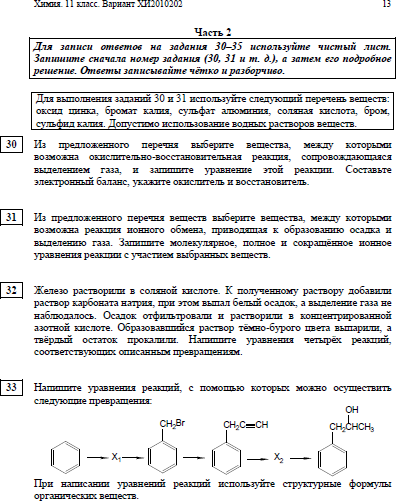 Химия. 11 класс. Вариант ХИ2010202
13
Часть 2
Для записи ответов на задания 30–35 используйте чистый лист.
Запишите сначала номер задания (30, 31 и т. д.), а затем его подробное
решение. Ответы записывайте чётко и разборчиво.
Для выполнения заданий 30 и 31 используйте следующий перечень веществ:
оксид цинка, бромат калия, сульфат алюминия, соляная кислота, бром,
сульфид калия. Допустимо использование водных растворов веществ.
30
Из предложенного перечня выберите вещества, между которыми
возможна окислительно-восстановительная реакция, сопровождающаяся
выделением газа, и запишите уравнение этой реакции. Составьте
электронный баланс, укажите окислитель и восстановитель.
31
Из предложенного перечня веществ выберите вещества, между которыми
возможна реакция ионного обмена, приводящая к образованию осадка и
выделению газа. Запишите молекулярное, полное и сокращённое ионное
уравнения реакции с участием выбранных веществ.
32
Железо растворили в соляной кислоте. К полученному раствору добавили
раствор карбоната натрия, при этом выпал белый осадок, а выделение газа не
наблюдалось. Осадок отфильтровали и растворили в концентрированной
азотной кислоте. Образовавшийся раствор тёмно-бурого цвета выпарили, а
твёрдый остаток прокалили. Напишите уравнения четырёх реакций,
соответствующих описанным превращениям.
33
Напишите уравнения реакций, с помощью которых можно осуществить
следующие превращения:
OH
CH₂Br
CH₂C≡CH
CH₂CHCH₃
X₁
X₂
При написании уравнений реакций используйте структурные формулы
органических веществ.